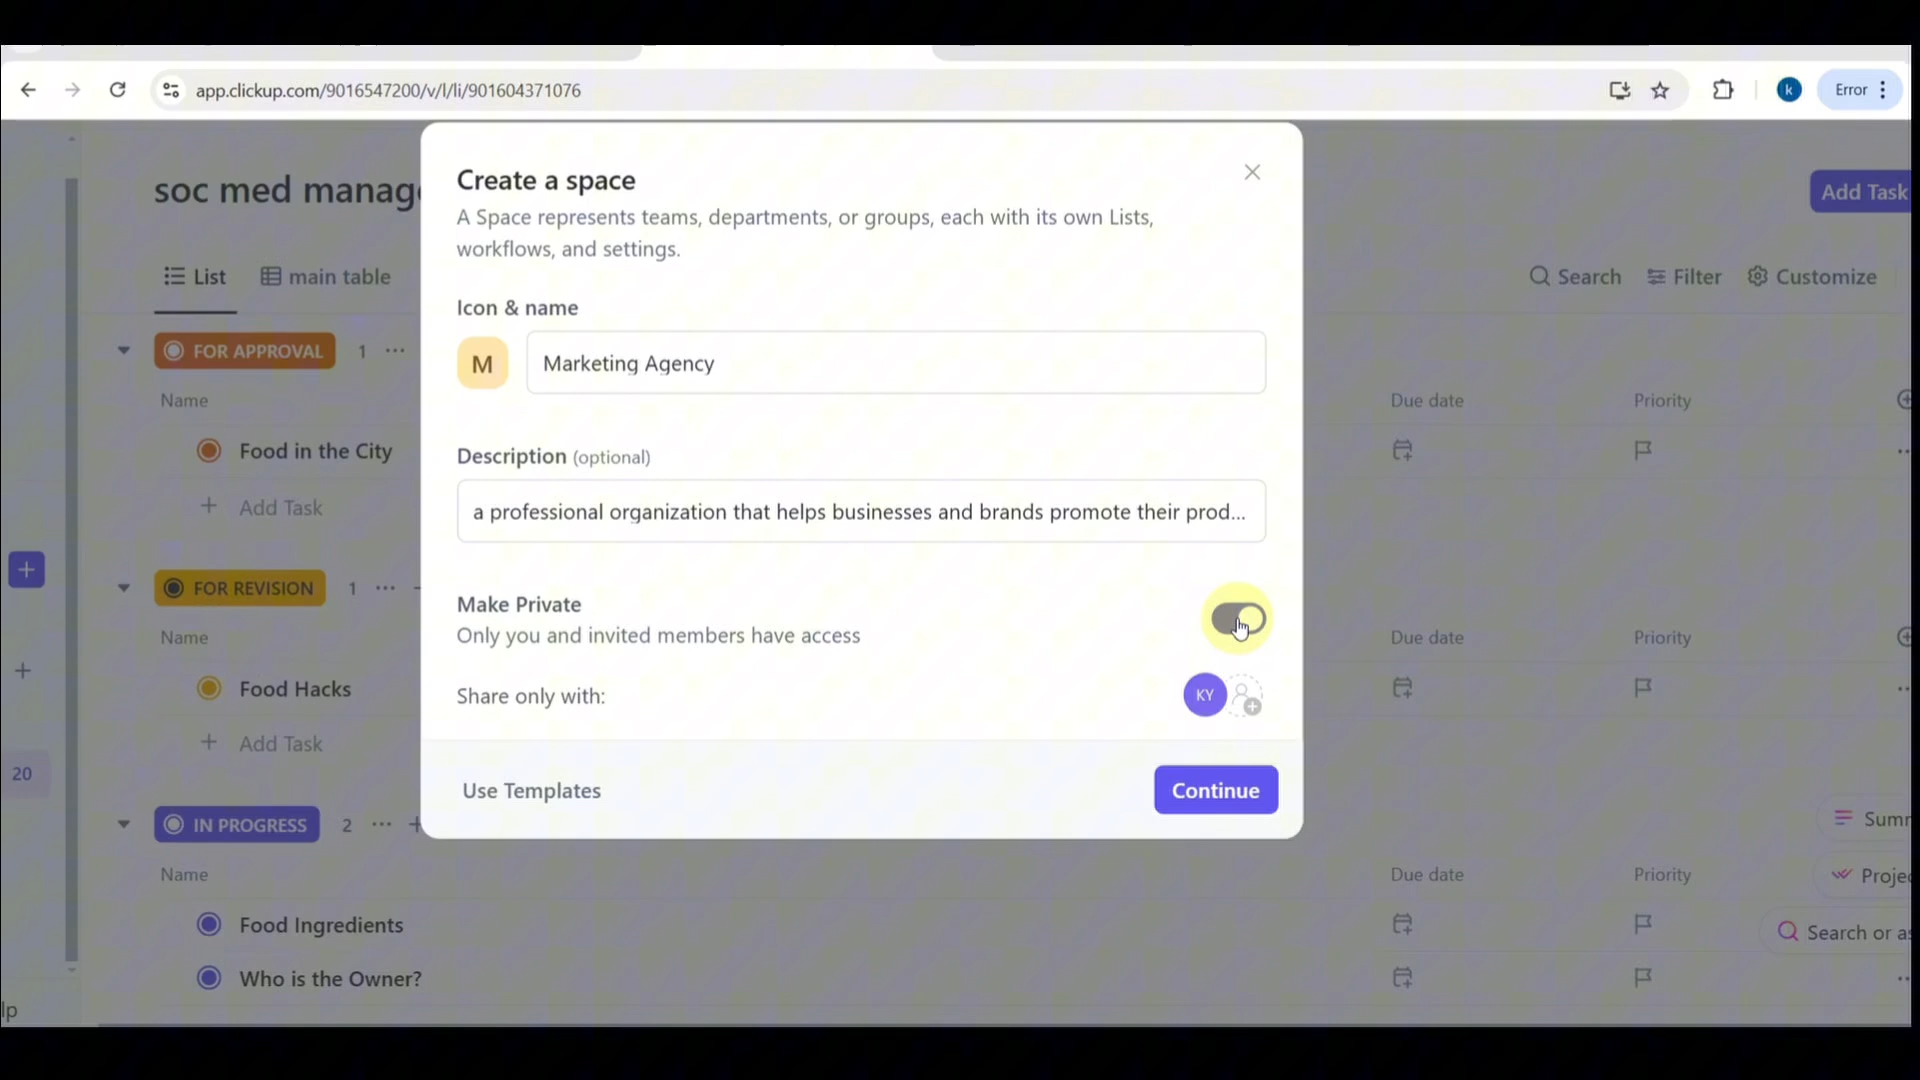 app.clickup.com/9016547200/v/l/li/901604371076
k
Error
soc med manag
Add Task
Create a space
A Space represents teams, departments, or groups, each with its own Lists,
workflows, and settings.
List
main table
Search
Filter
Customize
Icon & name
M
Marketing Agency
FOR APPROVAL
1
Name
Due date
Priority
Food in the City
Add Task
Description (optional)
a professional organization that helps businesses and brands promote their prod...
FOR REVISION
1
Make Private
Only you and invited members have access
Name
Due date
Priority
Food Hacks
Share only with:
KY
Add Task
20
Use Templates
Continue
IN PROGRESS
2
Summ
Name
Due date
Priority
Projec
Food Ingredients
Search or as
Who is the Owner?
lp